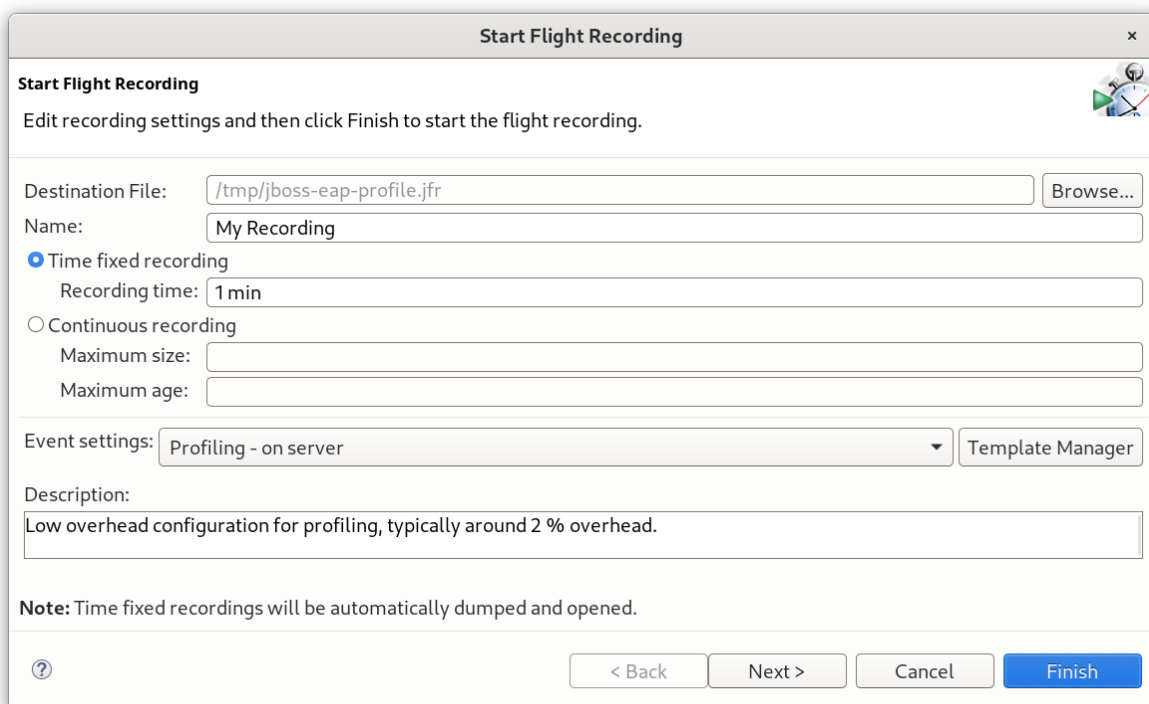 Start Flight Recording ×
Start Flight Recording
Edit recording settings and then click Finish to start the flight recording.
Destination File: /tmp/jboss-eap-profile.jfr Browse...
Name: My Recording
Time fixed recording
Recording time: 1 min
Continuous recording
Maximum size:
Maximum age:
Event settings: Profiling - on server Template Manager
Description:
Low overhead configuration for profiling, typically around 2 % overhead.
Note: Time fixed recordings will be automatically dumped and opened.
? < Back Next > Cancel Finish